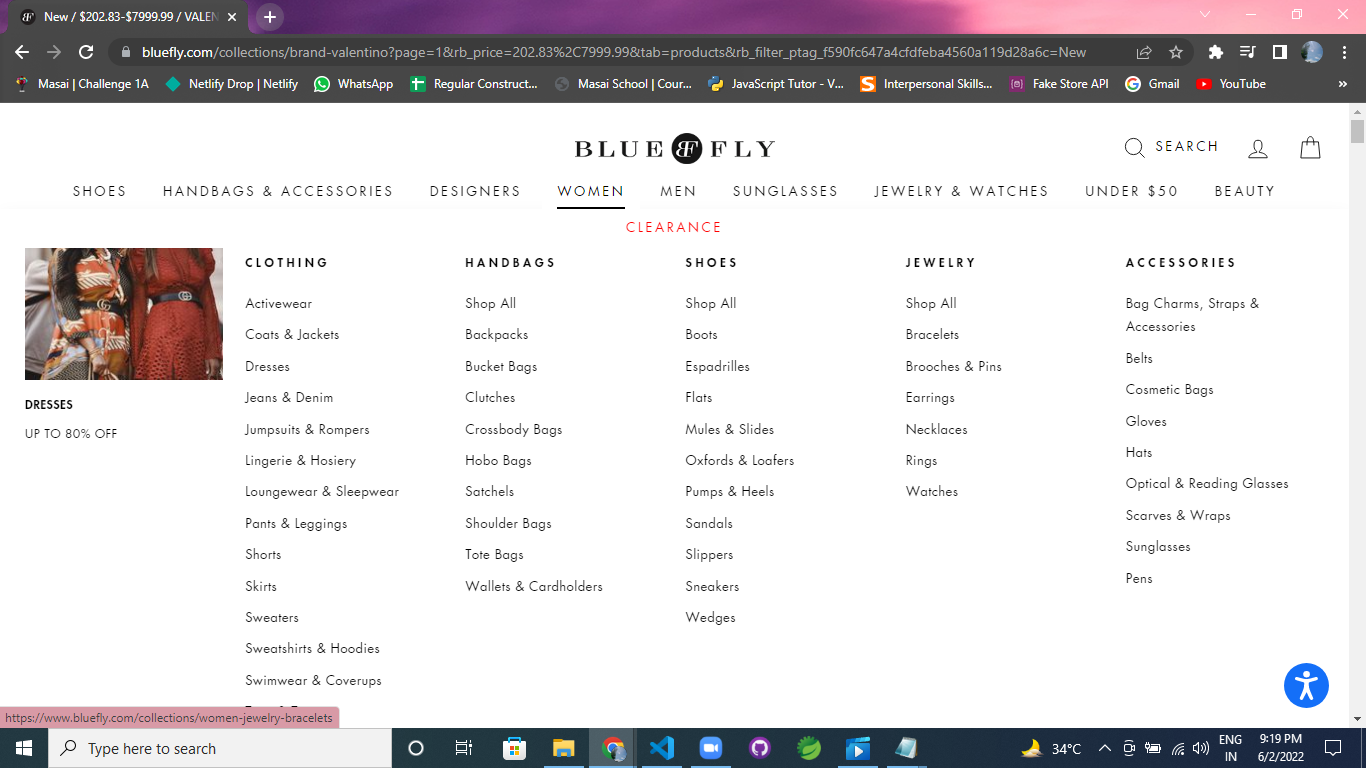 New / $202.83-$7999.99 / VALEN
bluefly.com/collections/brand-valentino?page=1&rb_price=202.83%2C7999.99&tab=products&rb_filter_ptag_f590fc647a4cfdfeba4560a119d28a6c=New
Masai | Challenge 1A Netlify Drop | Netlify WhatsApp Regular Construct... Masai School | Cour... JavaScript Tutor - V... Interpersonal Skills... Fake Store API Gmail YouTube »
BLUE BF FLY
SEARCH
SHOES HANDBAGS & ACCESSORIES DESIGNERS WOMEN MEN SUNGLASSES JEWELRY & WATCHES UNDER $50 BEAUTY
CLEARANCE
DRESSES
UP TO 80% OFF
CLOTHING
Activewear
Coats & Jackets
Dresses
Jeans & Denim
Jumpsuits & Rompers
Lingerie & Hosiery
Loungewear & Sleepwear
Pants & Leggings
Shorts
Skirts
Sweaters
Sweatshirts & Hoodies
Swimwear & Coverups
HANDBAGS
Shop All
Backpacks
Bucket Bags
Clutches
Crossbody Bags
Hobo Bags
Satchels
Shoulder Bags
Tote Bags
Wallets & Cardholders
SHOES
Shop All
Boots
Espadrilles
Flats
Mules & Slides
Oxfords & Loafers
Pumps & Heels
Sandals
Slippers
Sneakers
Wedges
JEWELRY
Shop All
Bracelets
Brooches & Pins
Earrings
Necklaces
Rings
Watches
ACCESSORIES
Bag Charms, Straps &
Accessories
Belts
Cosmetic Bags
Gloves
Hats
Optical & Reading Glasses
Scarves & Wraps
Sunglasses
Pens
https://www.bluefly.com/collections/women-jewelry-bracelets
Type here to search
34°C
ENG
IN
9:19 PM
6/2/2022